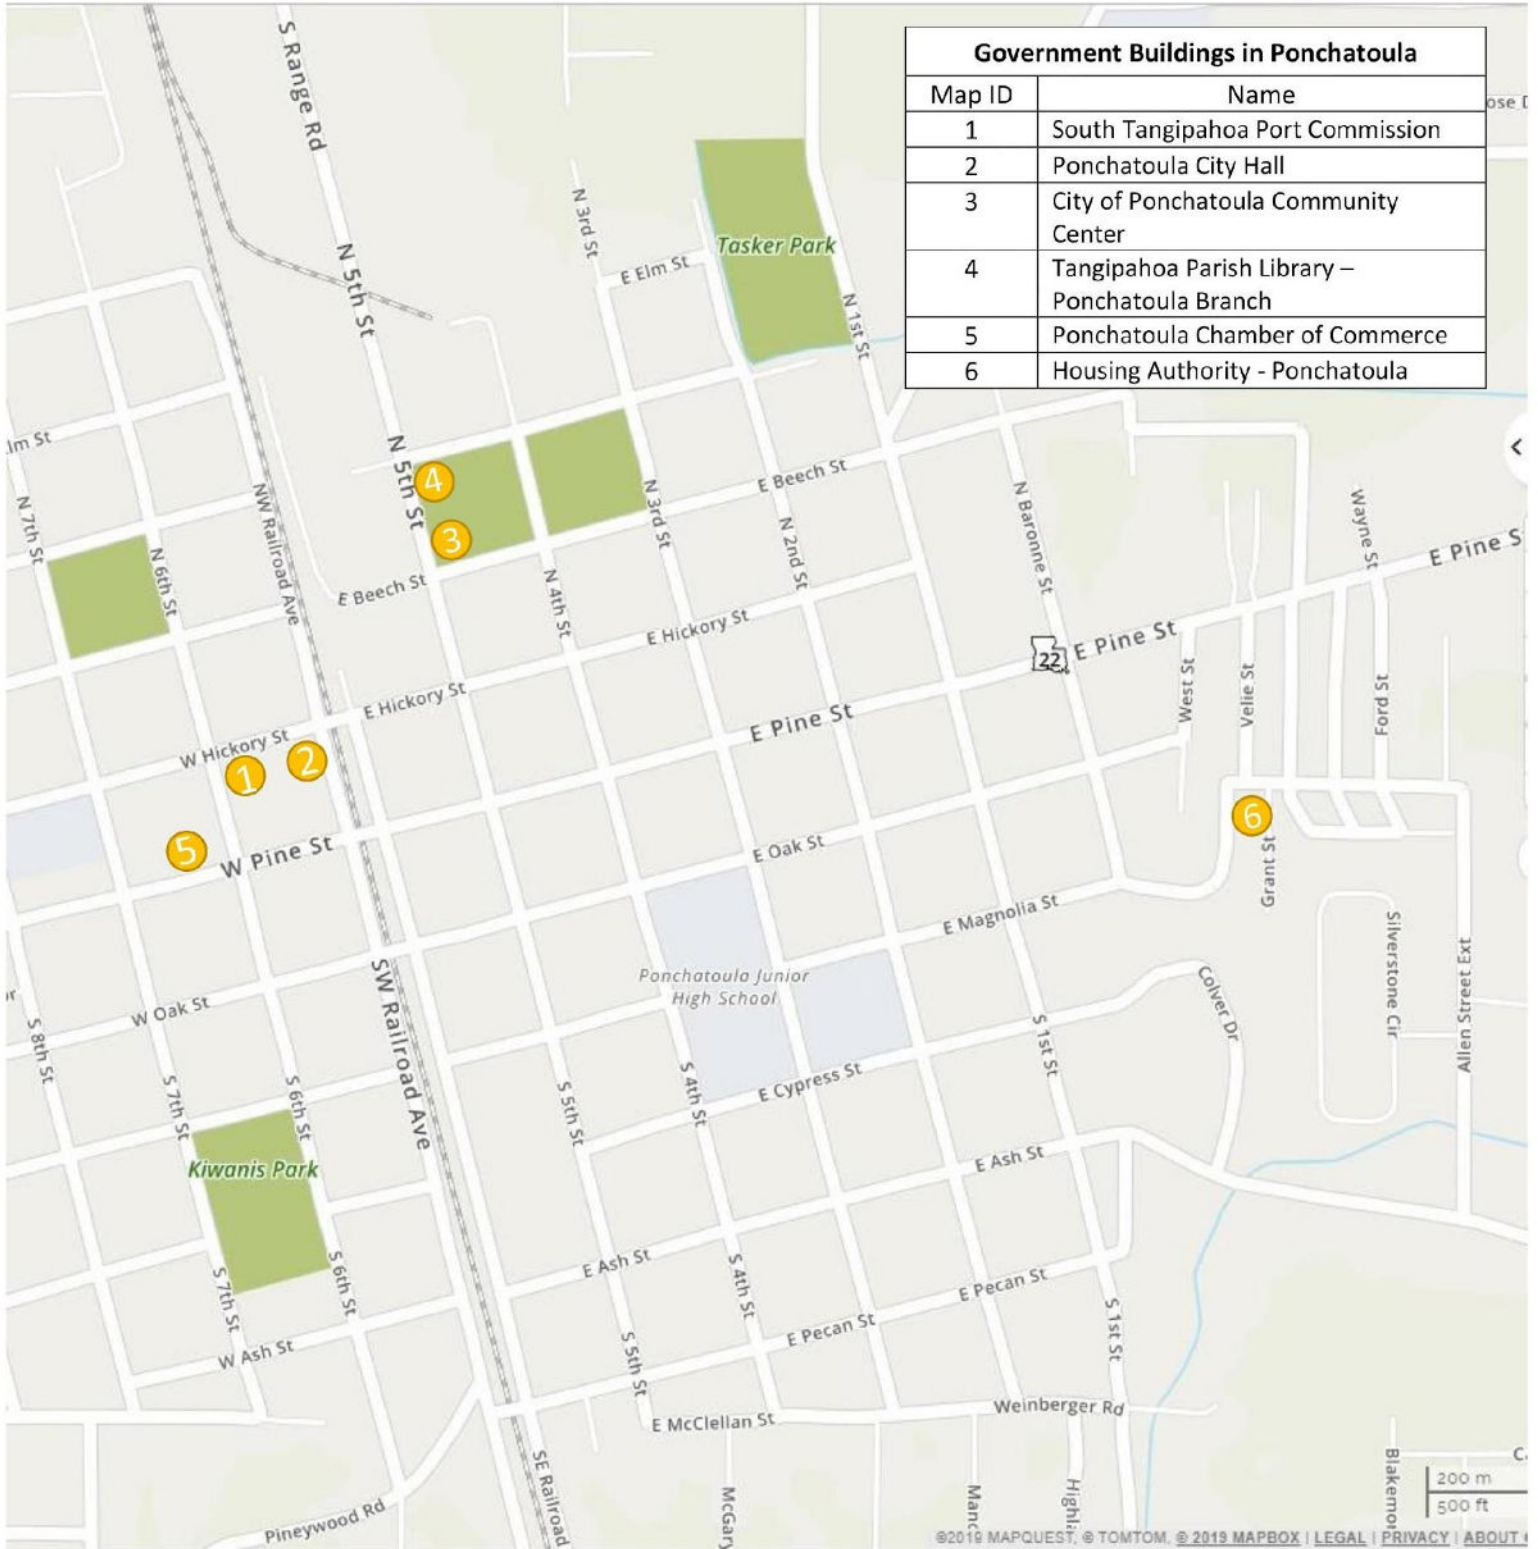 S Range Rd
Government Buildings in Ponchatoula
Map ID Name
1 South Tangipahoa Port Commission
2 Ponchatoula City Hall
3 City of Ponchatoula Community
Center
4 Tangipahoa Parish Library –
Ponchatoula Branch
5 Ponchatoula Chamber of Commerce
6 Housing Authority - Ponchatoula
N 3rd St
Tasker Park
E Elm St
N 5th St
N 1st St
N 5th St
4
3
N 3rd St
E Beech St
N 7th St
NW Railroad Ave
N 6th St
N 2nd St
N Baronne St
Wayne St
E Beech St
N 4th St
E Hickory St
22
E Pine St
West St
Velie St
Ford St
E Hickory St
E Pine St
W Hickory St
1
2
5
W Pine St
6
Grant St
E Oak St
E Magnolia St
Ponchatoula Junior
High School
SW Railroad Ave
W Oak St
S 8th St
Colver Dr
Silverstone Cir
Allen Street Ext
S 1st St
S 7th St
S 6th St
S 5th St
S 4th St
E Cypress St
Kiwanis Park
E Ash St
E Ash St
S 7th St
S 6th St
S 4th St
E Pecan St
E Pecan St
S 1st St
W Ash St
S 5th St
E McClellan St
Weinberger Rd
SE Railroad
Pineywood Rd
200 m
500 ft
©2019 MAPQUEST, © TOMTOM, © 2019 MAPBOX | LEGAL | PRIVACY | ABOUT